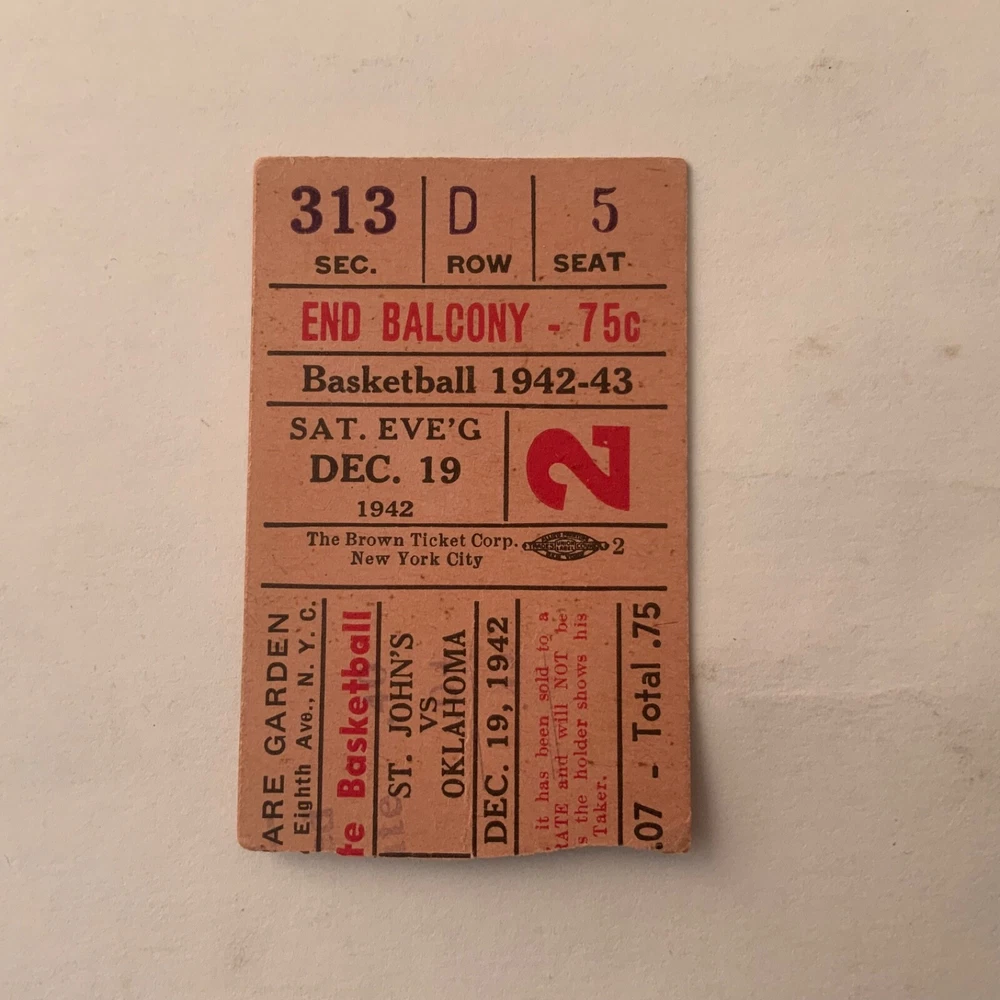 313 D 5
SEC. ROW SEAT
END BALCONY - 75c
Basketball 1942-43
SAT. EVE'G
DEC. 19
1942
2
The Brown Ticket Corp.
New York City
2
ARE GARDEN
Eighth Ave., N. Y. C.
te Basketball
ST. JOHN'S
VS
OKLAHOMA
DEC. 19, 1942
it has been sold to a
RATE and will NOT be
s the holder shows his
Taker.
.07 - Total .75